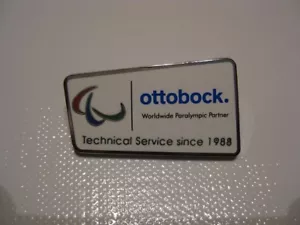 ottobock.
Worldwide Paralympic Partner
Technical Service since 1988